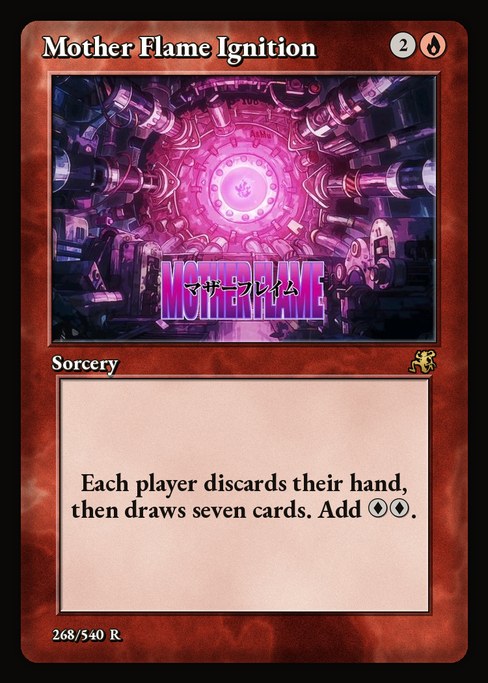 Mother Flame Ignition 2
MOTHER FLAME
マザーフレイム
Sorcery
Each player discards their hand,
then draws seven cards. Add
268/540 R